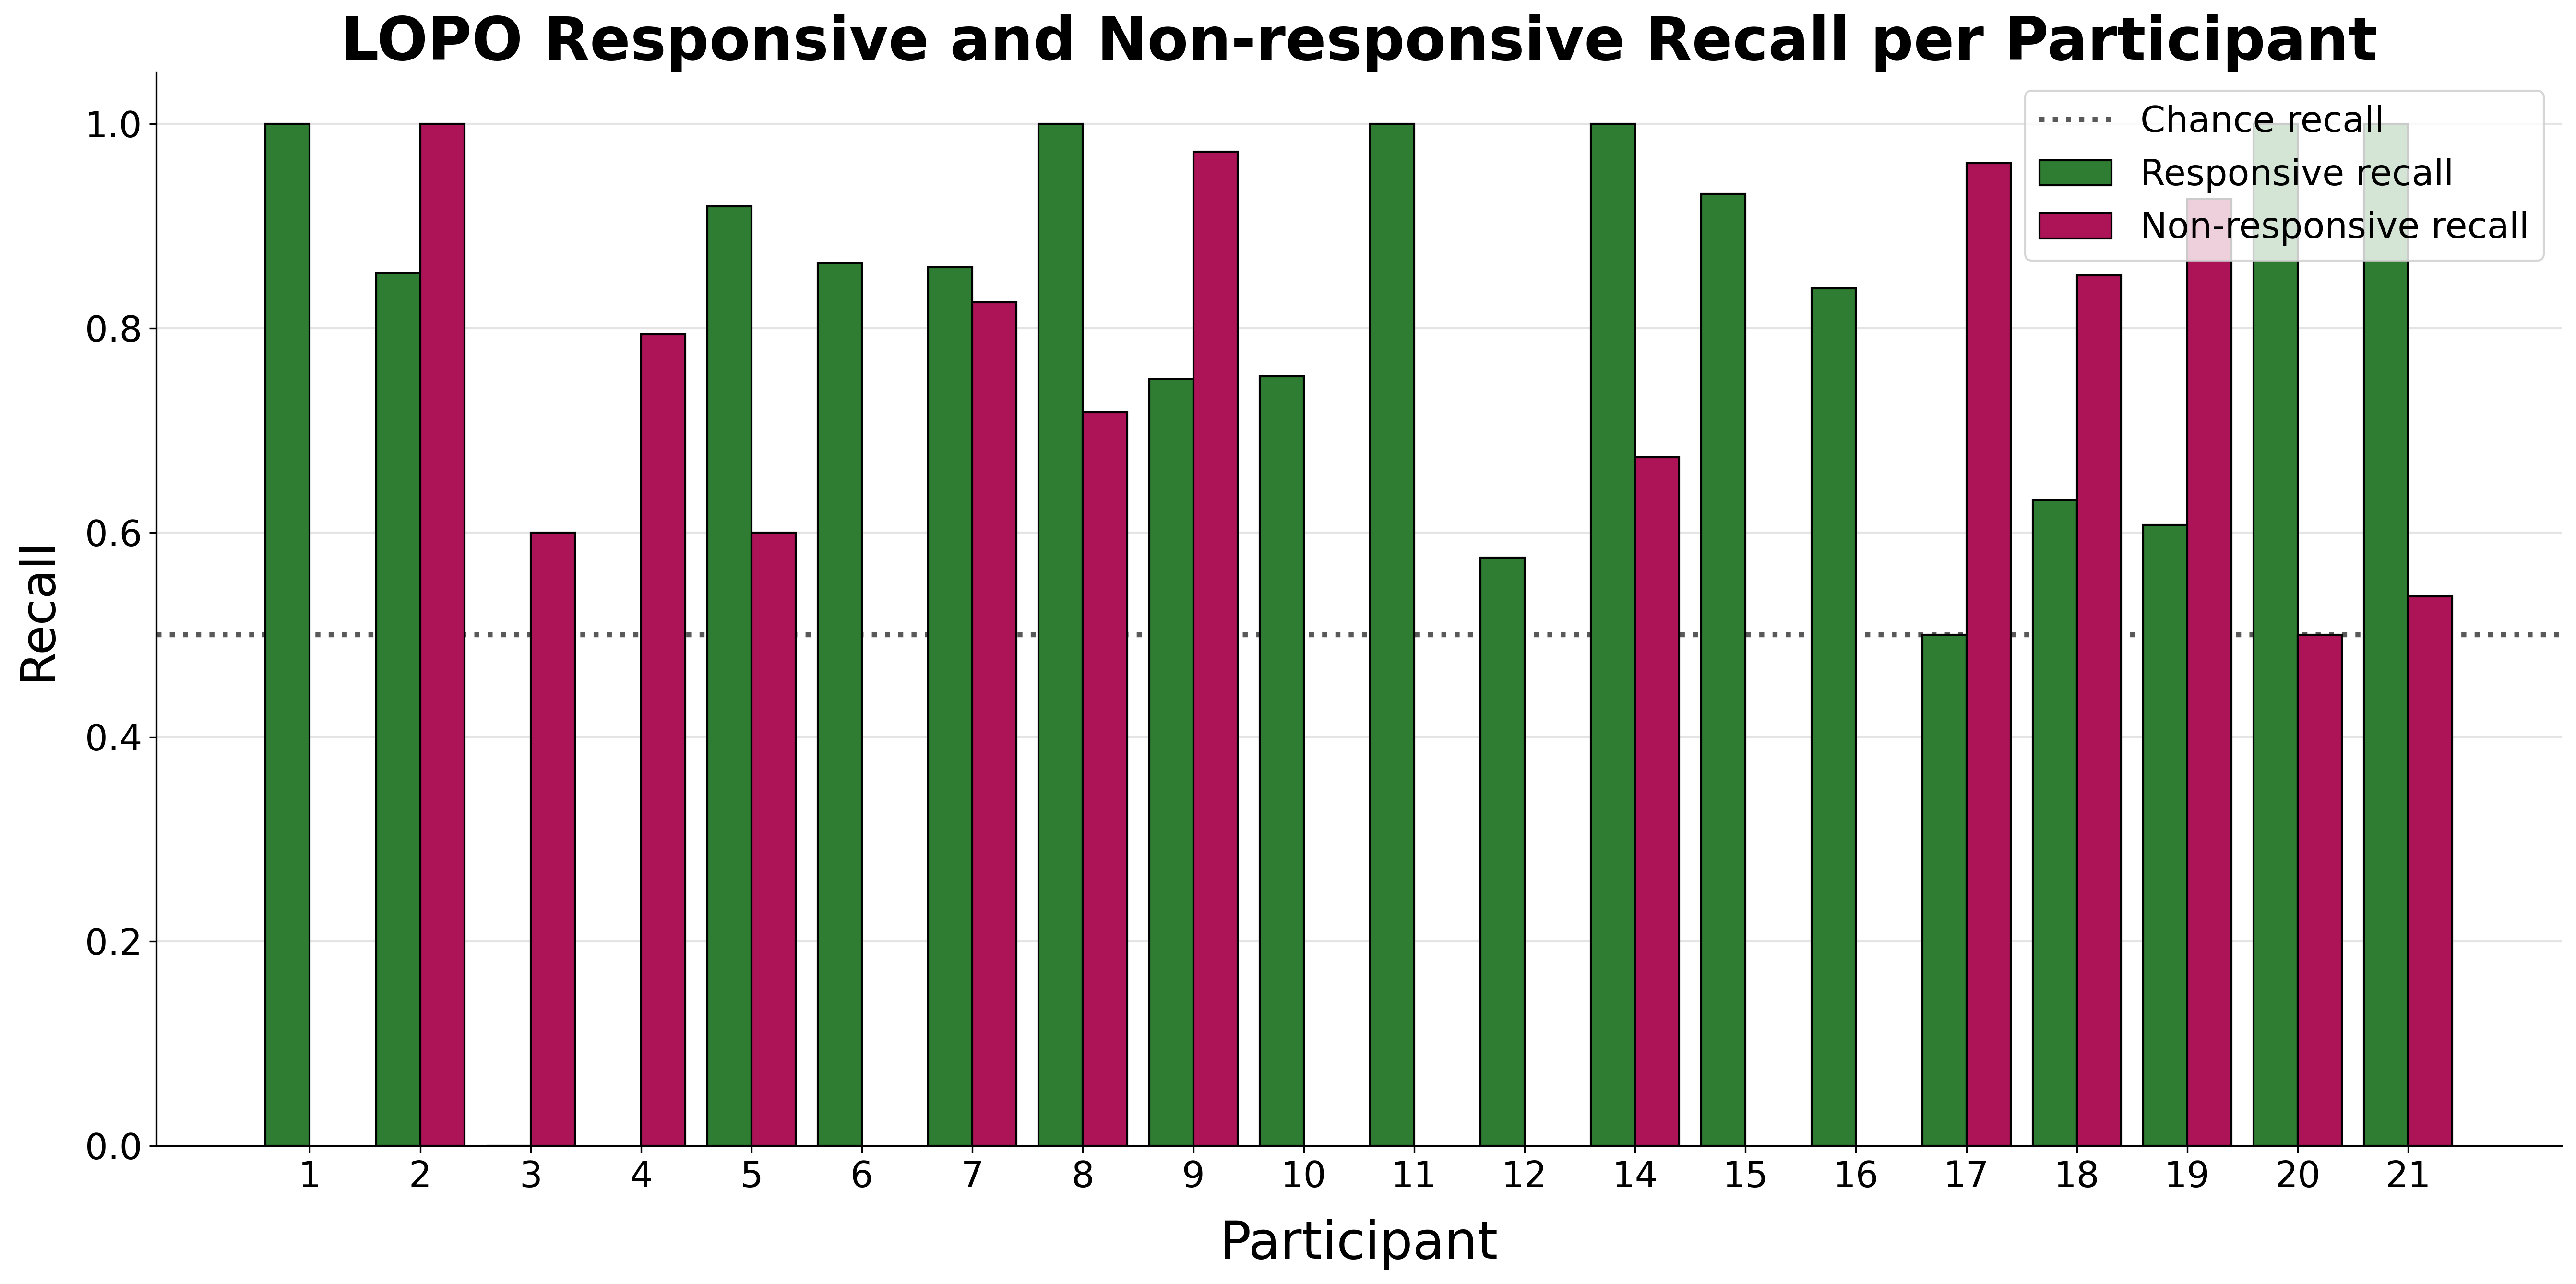 LOPO Responsive and Non-responsive Recall per Participant
Chance recall
Responsive recall
Non-responsive recall
1.0
0.8
0.6
0.4
0.2
0.0
Recall
1 2 3 4 5 6 7 8 9 10 11 12 14 15 16 17 18 19 20 21
Participant